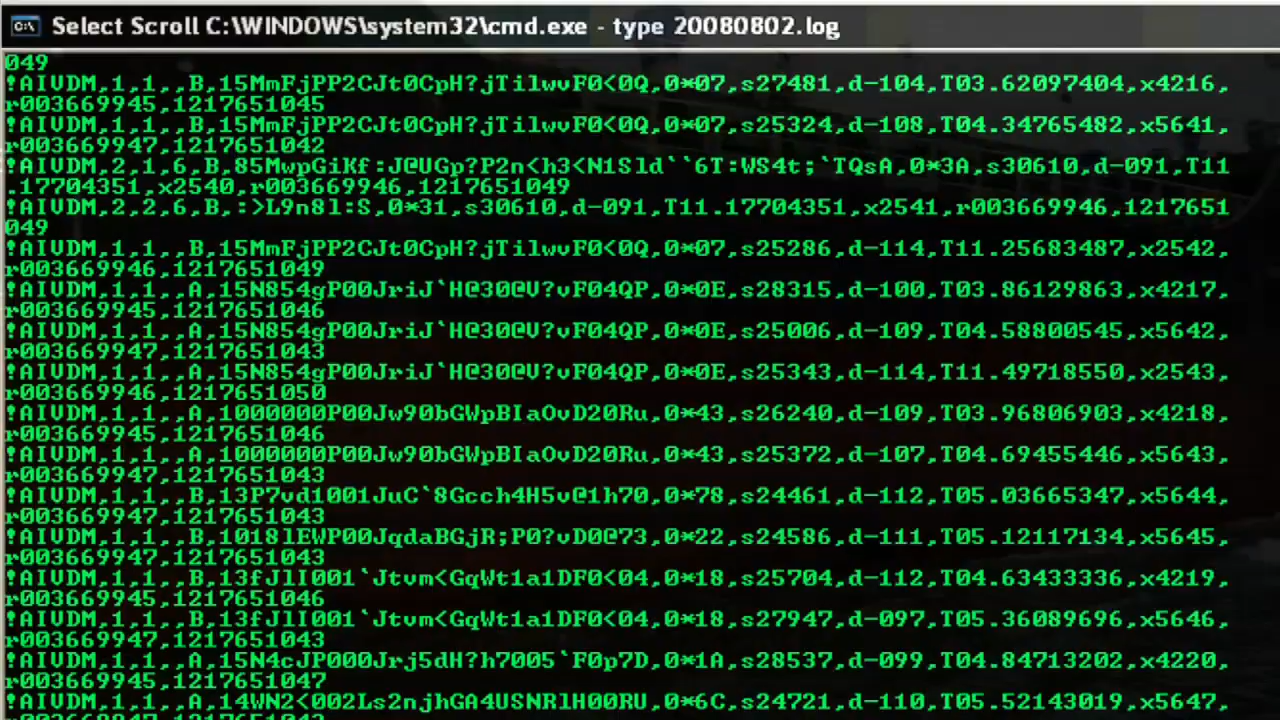 Select Scroll C:\WINDOWS\system32\cmd.exe - type 20080802.log
049
!AIVDM,1,1,,B,15MmFjPP2CJt0CpH?jTilwvF0<0Q,0*07,s27481,d-104,T03.62097404,x4216,
r003669945,1217651045
!AIVDM,1,1,,B,15MmFjPP2CJt0CpH?jTilwvF0<0Q,0*07,s25324,d-108,T04.34765482,x5641,
r003669947,1217651042
!AIVDM,2,1,6,B,85MwpGiKf:J@UGp?P2n<h3<N1Sld``6T:WS4t;`TQsA,0*3A,s30610,d-091,T11
.17704351,x2540,r003669946,1217651049
!AIVDM,2,2,6,B,:>L9n8l:S,0*31,s30610,d-091,T11.17704351,x2541,r003669946,1217651
049
!AIVDM,1,1,,B,15MmFjPP2CJt0CpH?jTilwvF0<0Q,0*07,s25286,d-114,T11.25683487,x2542,
r003669946,1217651049
!AIVDM,1,1,,A,15N854gP00JriJ`H@30@V?vF04QP,0*0E,s28315,d-100,T03.86129863,x4217,
r003669945,1217651046
!AIVDM,1,1,,A,15N854gP00JriJ`H@30@V?vF04QP,0*0E,s25006,d-109,T04.58800545,x5642,
r003669947,1217651043
!AIVDM,1,1,,A,15N854gP00JriJ`H@30@V?vF04QP,0*0E,s25343,d-114,T11.49718550,x2543,
r003669946,1217651050
!AIVDM,1,1,,A,1000000P00Jw90bGWpBIaOvD20Ru,0*43,s26240,d-109,T03.96806903,x4218,
r003669945,1217651046
!AIVDM,1,1,,A,1000000P00Jw90bGWpBIaOvD20Ru,0*43,s25372,d-107,T04.69455446,x5643,
r003669947,1217651043
!AIVDM,1,1,,B,13P7vd1001JuC`8Gcch4H5v@1h70,0*78,s24461,d-112,T05.03665347,x5644,
r003669947,1217651043
!AIVDM,1,1,,B,1018lEWP00JqdaBGjR;P0?vD0@73,0*22,s24586,d-111,T05.12117134,x5645,
r003669947,1217651043
!AIVDM,1,1,,B,13fJlI001`Jtvm<GqWt1a1DF0<04,0*18,s25704,d-112,T04.63433336,x4219,
r003669945,1217651046
!AIVDM,1,1,,B,13fJlI001`Jtvm<GqWt1a1DF0<04,0*18,s27947,d-097,T05.36089696,x5646,
r003669947,1217651043
!AIVDM,1,1,,A,15N4cJP000Jrj5dH?h7005`F0p7D,0*1A,s28537,d-099,T04.84713202,x4220,
r003669945,1217651047
!AIVDM,1,1,,A,14WN2<002Ls2njhGA4USNRlH00RU,0*6C,s24721,d-110,T05.52143019,x5647,